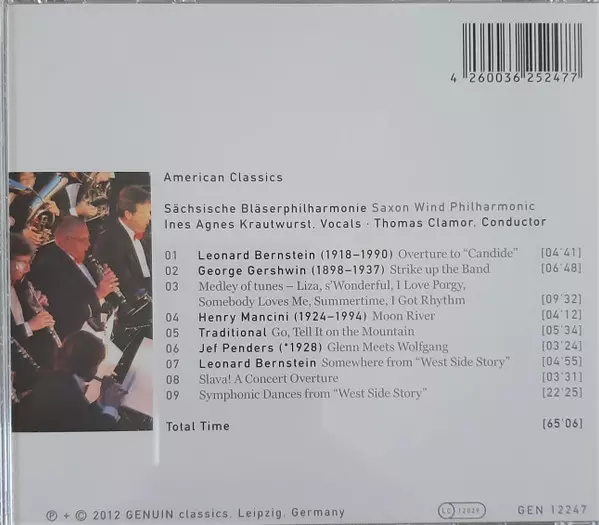 4 260036 252477
American Classics
Sächsische Bläserphilharmonie Saxon Wind Philharmonic
Ines Agnes Krautwurst, Vocals · Thomas Clamor, Conductor
01 Leonard Bernstein (1918–1990) Overture to “Candide” [04'41]
02 George Gershwin (1898–1937) Strike up the Band [06'48]
03 Medley of tunes – Liza, s’Wonderful, I Love Porgy,
Somebody Loves Me, Summertime, I Got Rhythm [09'32]
04 Henry Mancini (1924–1994) Moon River [04'12]
05 Traditional Go, Tell It on the Mountain [05'34]
06 Jef Penders (*1928) Glenn Meets Wolfgang [03'24]
07 Leonard Bernstein Somewhere from “West Side Story” [04'55]
08 Slava! A Concert Overture [03'31]
09 Symphonic Dances from “West Side Story” [22'25]
Total Time [65'06]
℗ + © 2012 GENUIN classics, Leipzig, Germany LC 12029 GEN 12247